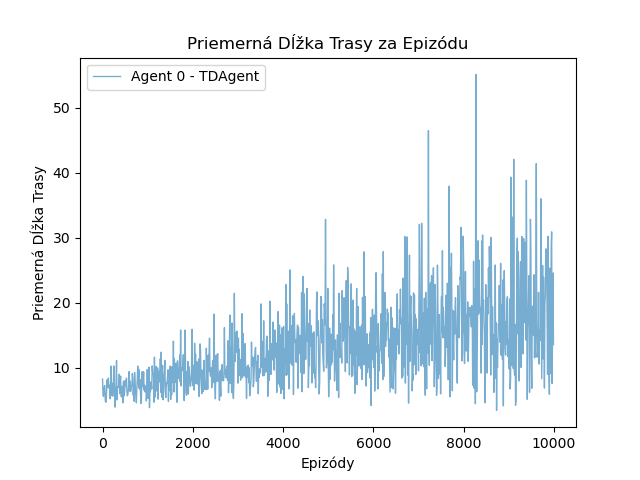 Priemerná Dĺžka Trasy za Epizódu
Agent 0 - TDAgent
Priemerná Dĺžka Trasy
50
40
30
20
10
0
2000
4000
6000
8000
10000
Epizódy